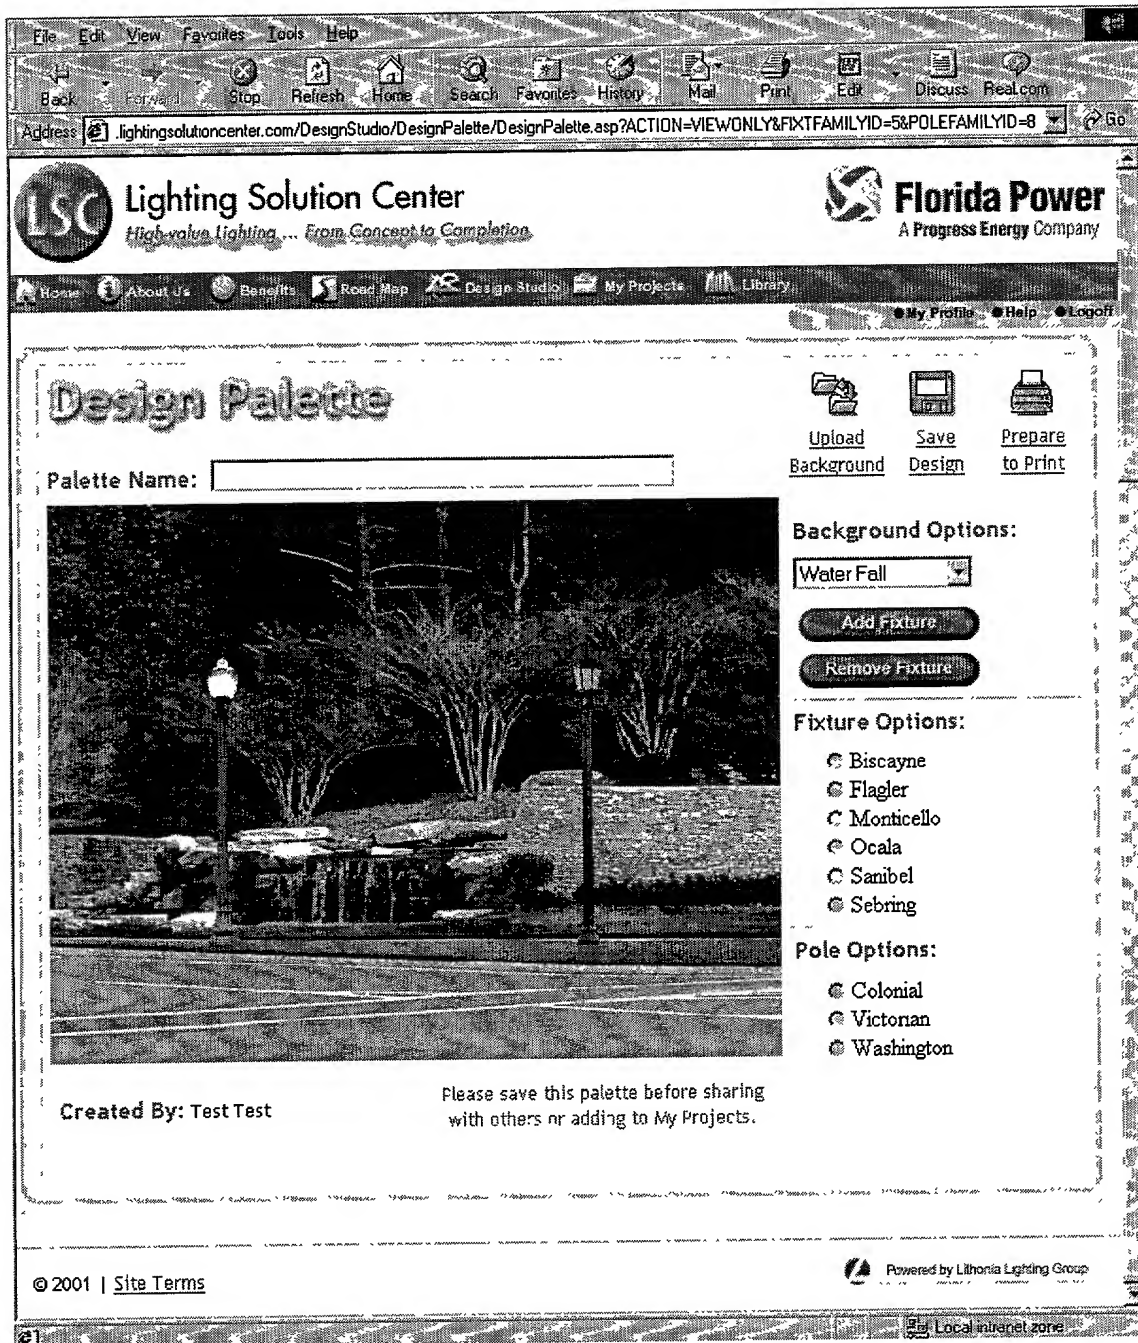 File Edit View Favorites Tools Help
Back Forward Stop Refresh Home Search Favorites History Mail Print Edit Discuss Real.com
Address .lightingsolutioncenter.com/DesignStudio/DesignPalette/DesignPalette.asp?ACTION=VIEWONLY&FIXTFAMILYID=5&POLEFAMILYID=8 Go
LSC Lighting Solution Center
High-value Lighting ... From Concept to Completion
Florida Power
A Progress Energy Company
Home About Us Benefits Road Map Design Studio My Projects Library
My Profile Help Logoff
Design Palette
Upload Background
Save Design
Prepare to Print
Palette Name:
Background Options:
Water Fall
Add Fixture
Remove Fixture
Fixture Options:
Biscayne
Flagler
Monticello
Ocala
Sanibel
Sebring
Pole Options:
Colonial
Victorian
Washington
Created By: Test Test
Please save this palette before sharing
with others or adding to My Projects.
© 2001 | Site Terms
Powered by Lithonia Lighting Group
Local intranet zone